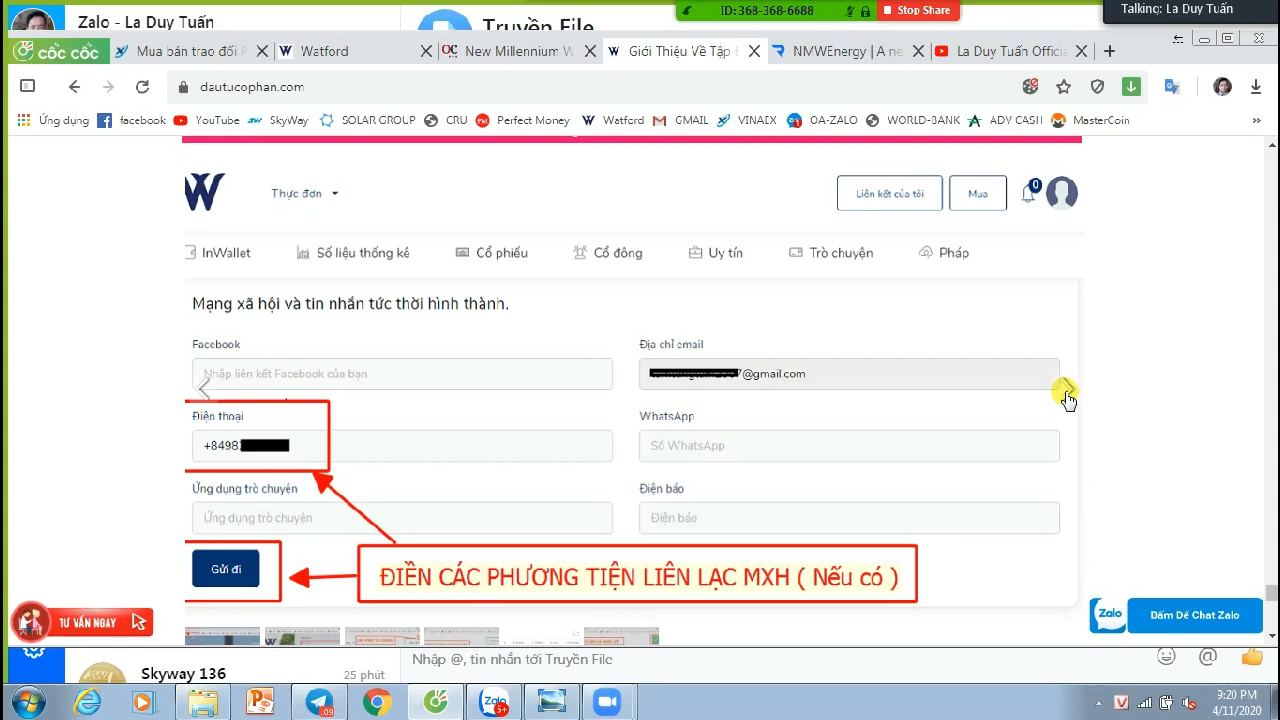 Zalo - La Duy Tuấn
Truyền File
ID: 368-368-6688
Stop Share
Talking: La Duy Tuấn
cốc cốc
Mua bán trao đổi
Watford
New Millennium W
Giới Thiệu Về Tập
NVWEnergy | A ne
La Duy Tuấn Officia
dautucophan.com
Ứng dụng
facebook
YouTube
SkyWay
SOLAR GROUP
CRU
Perfect Money
Watford
GMAIL
VINAEX
OA-ZALO
WORLD-BANK
ADV CASH
MasterCoin
W
Thực đơn
Liên kết của tôi
Mua
0
InWallet
Số liệu thống kê
Cổ phiếu
Cổ đông
Uy tín
Trò chuyện
Pháp
Mạng xã hội và tin nhắn tức thời hình thành.
Facebook
Địa chỉ email
Nhập liên kết Facebook của bạn
7@gmail.com
Điện thoại
WhatsApp
+8498
Số WhatsApp
Ứng dụng trò chuyện
Điện báo
Ứng dụng trò chuyện
Điện báo
Gửi đi
ĐIỀN CÁC PHƯƠNG TIỆN LIÊN LẠC MXH ( Nếu có )
TƯ VẤN NGAY
Zalo
Bấm Để Chat Zalo
Skyway 136
25 phút
Nhập @, tin nhắn tới Truyền File
09
Zalo
5+
9:20 PM
4/11/2020